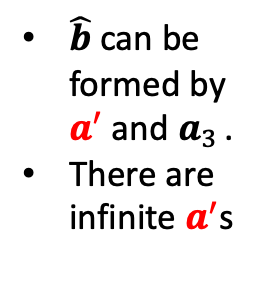 • b̂ can be
formed by
a′ and a₃ .
• There are
infinite a′s